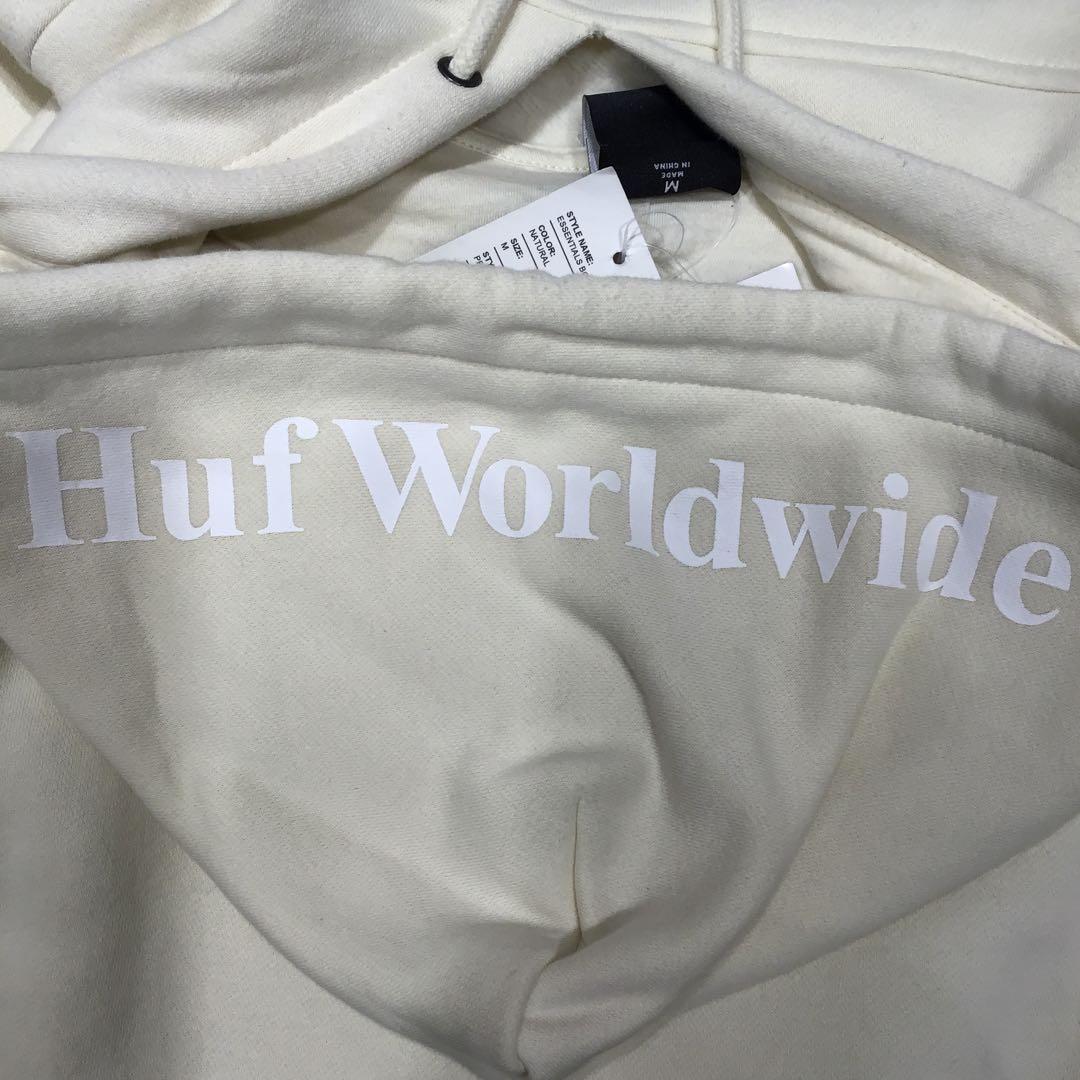 M
MADE
IN CHINA
STYLE NAME:
ESSENTIALS
COLOR:
NATURAL
SIZE:
M
Huf Worldwide